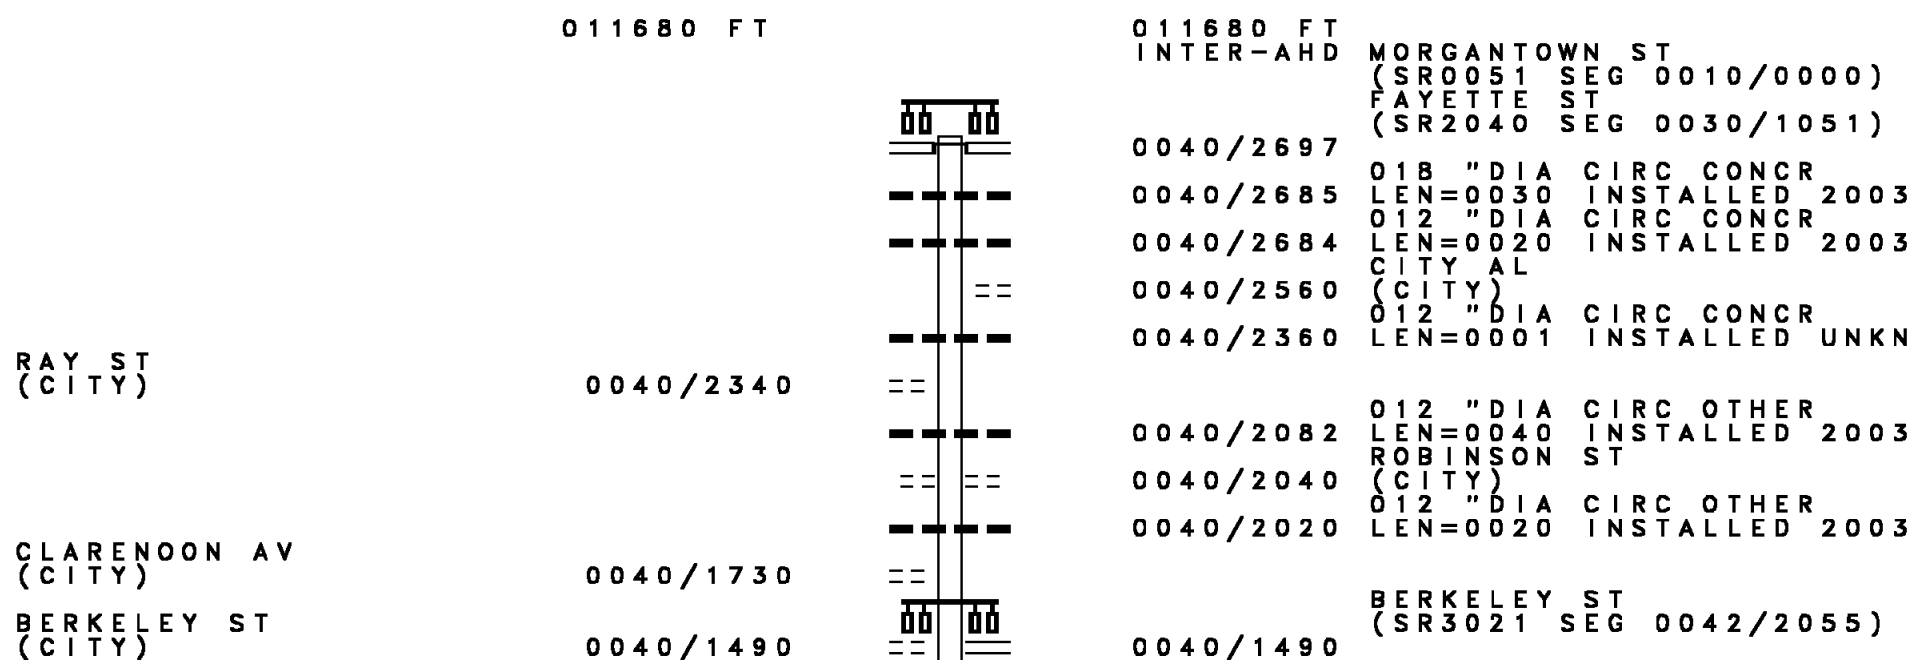 011680 FT 011680 FT
INTER-AHD MORGANTOWN ST
(SR0051 SEG 0010/0000)
FAYETTE ST
(SR2040 SEG 0030/1051)
0040/2697
018 "DIA CIRC CONCR
0040/2685 LEN=0030 INSTALLED 2003
012 "DIA CIRC CONCR
0040/2684 LEN=0020 INSTALLED 2003
CITY AL
0040/2560 (CITY)
012 "DIA CIRC CONCR
0040/2360 LEN=0001 INSTALLED UNKN
RAY ST
(CITY) 0040/2340
012 "DIA CIRC OTHER
0040/2082 LEN=0040 INSTALLED 2003
ROBINSON ST
0040/2040 (CITY)
012 "DIA CIRC OTHER
0040/2020 LEN=0020 INSTALLED 2003
CLARENOON AV
(CITY) 0040/1730
BERKELEY ST
BERKELEY ST (SR3021 SEG 0042/2055)
(CITY) 0040/1490 0040/1490